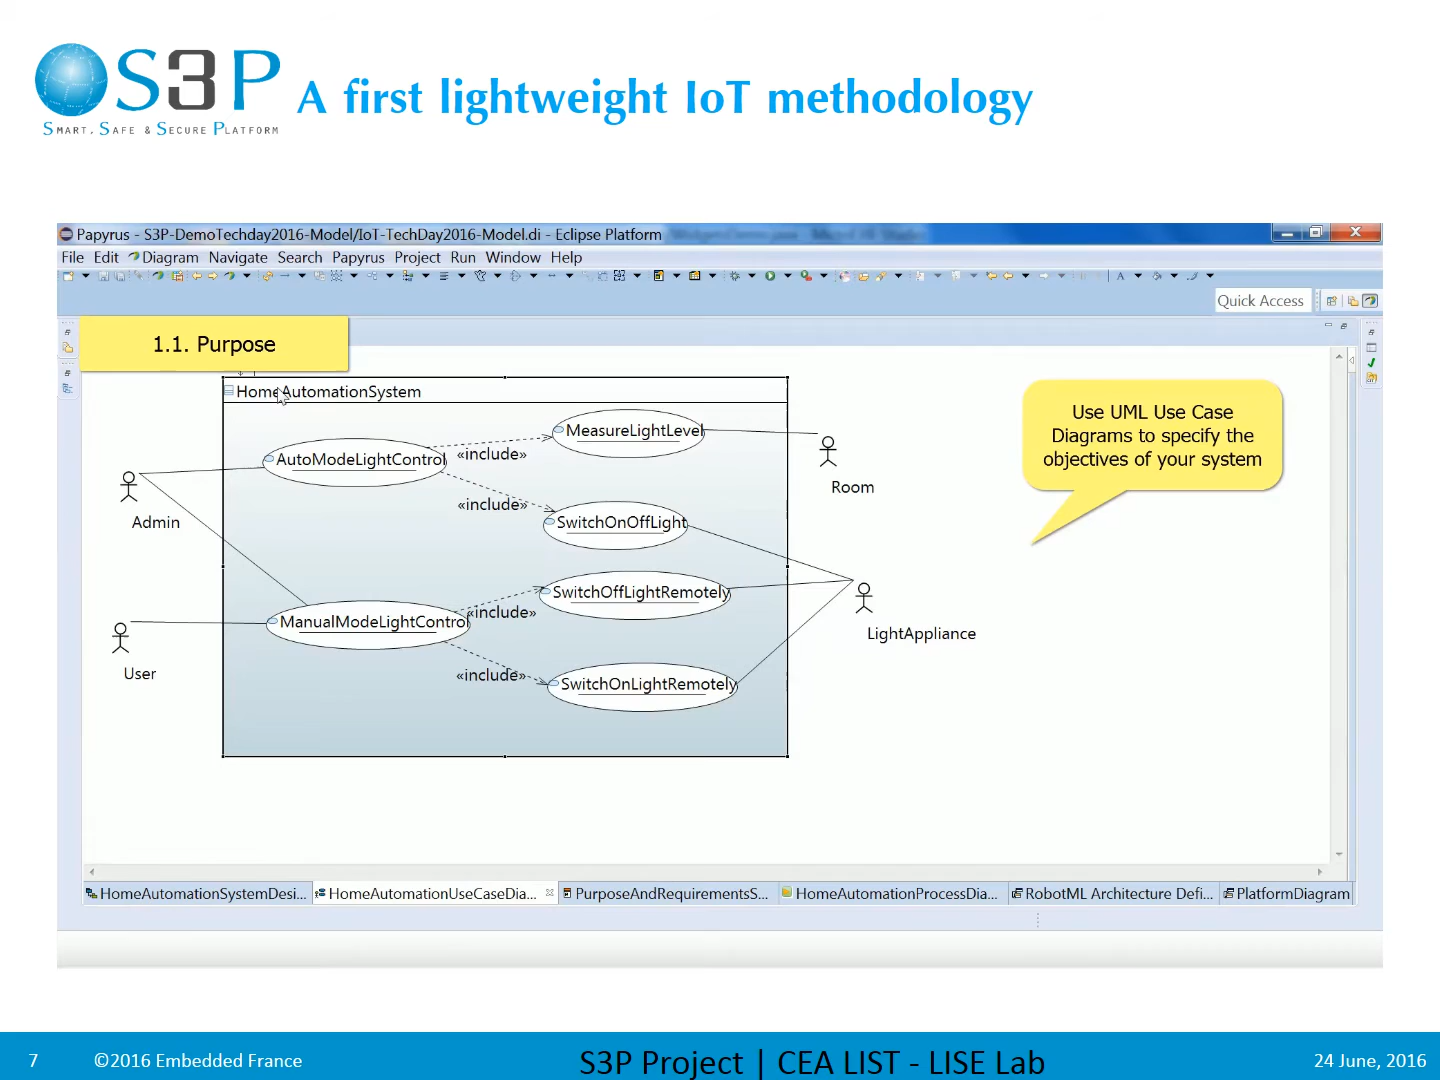 S3P
SMART, SAFE & SECURE PLATFORM
A first lightweight IoT methodology
Papyrus - S3P-DemoTechday2016-Model/IoT-TechDay2016-Model.di - Eclipse Platform
File Edit Diagram Navigate Search Papyrus Project Run Window Help
Quick Access
1.1. Purpose
HomeAutomationSystem
Use UML Use Case
Diagrams to specify the
objectives of your system
MeasureLightLevel
AutoModeLightControl
«include»
Room
Admin
«include»
SwitchOnOffLight
SwitchOffLightRemotely
«include»
ManualModeLightControl
LightAppliance
User
«include»
SwitchOnLightRemotely
HomeAutomationSystemDesi... HomeAutomationUseCaseDia... PurposeAndRequirementsS... HomeAutomationProcessDia... RobotML Architecture Defi... PlatformDiagram
7 ©2016 Embedded France S3P Project | CEA LIST - LISE Lab 24 June, 2016